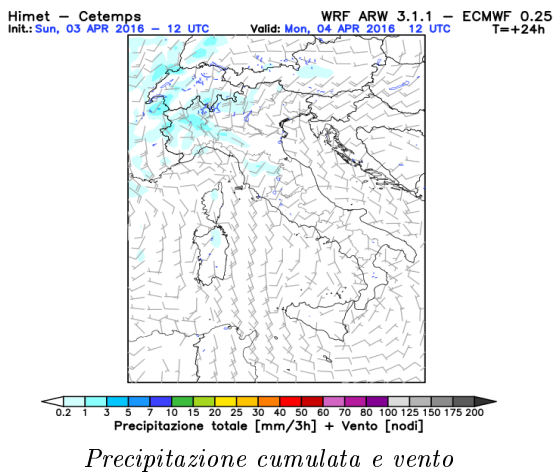 Himet – Cetemps WRF ARW 3.1.1 – ECMWF 0.25
Init.: Sun, 03 APR 2016 – 12 UTC Valid: Mon, 04 APR 2016 12 UTC T=+24h
0.2 1 3 5 7 10 15 20 25 30 40 50 60 70 80 100 125 150 175 200
Precipitazione totale [mm/3h] + Vento [nodi]
Precipitazione cumulata e vento